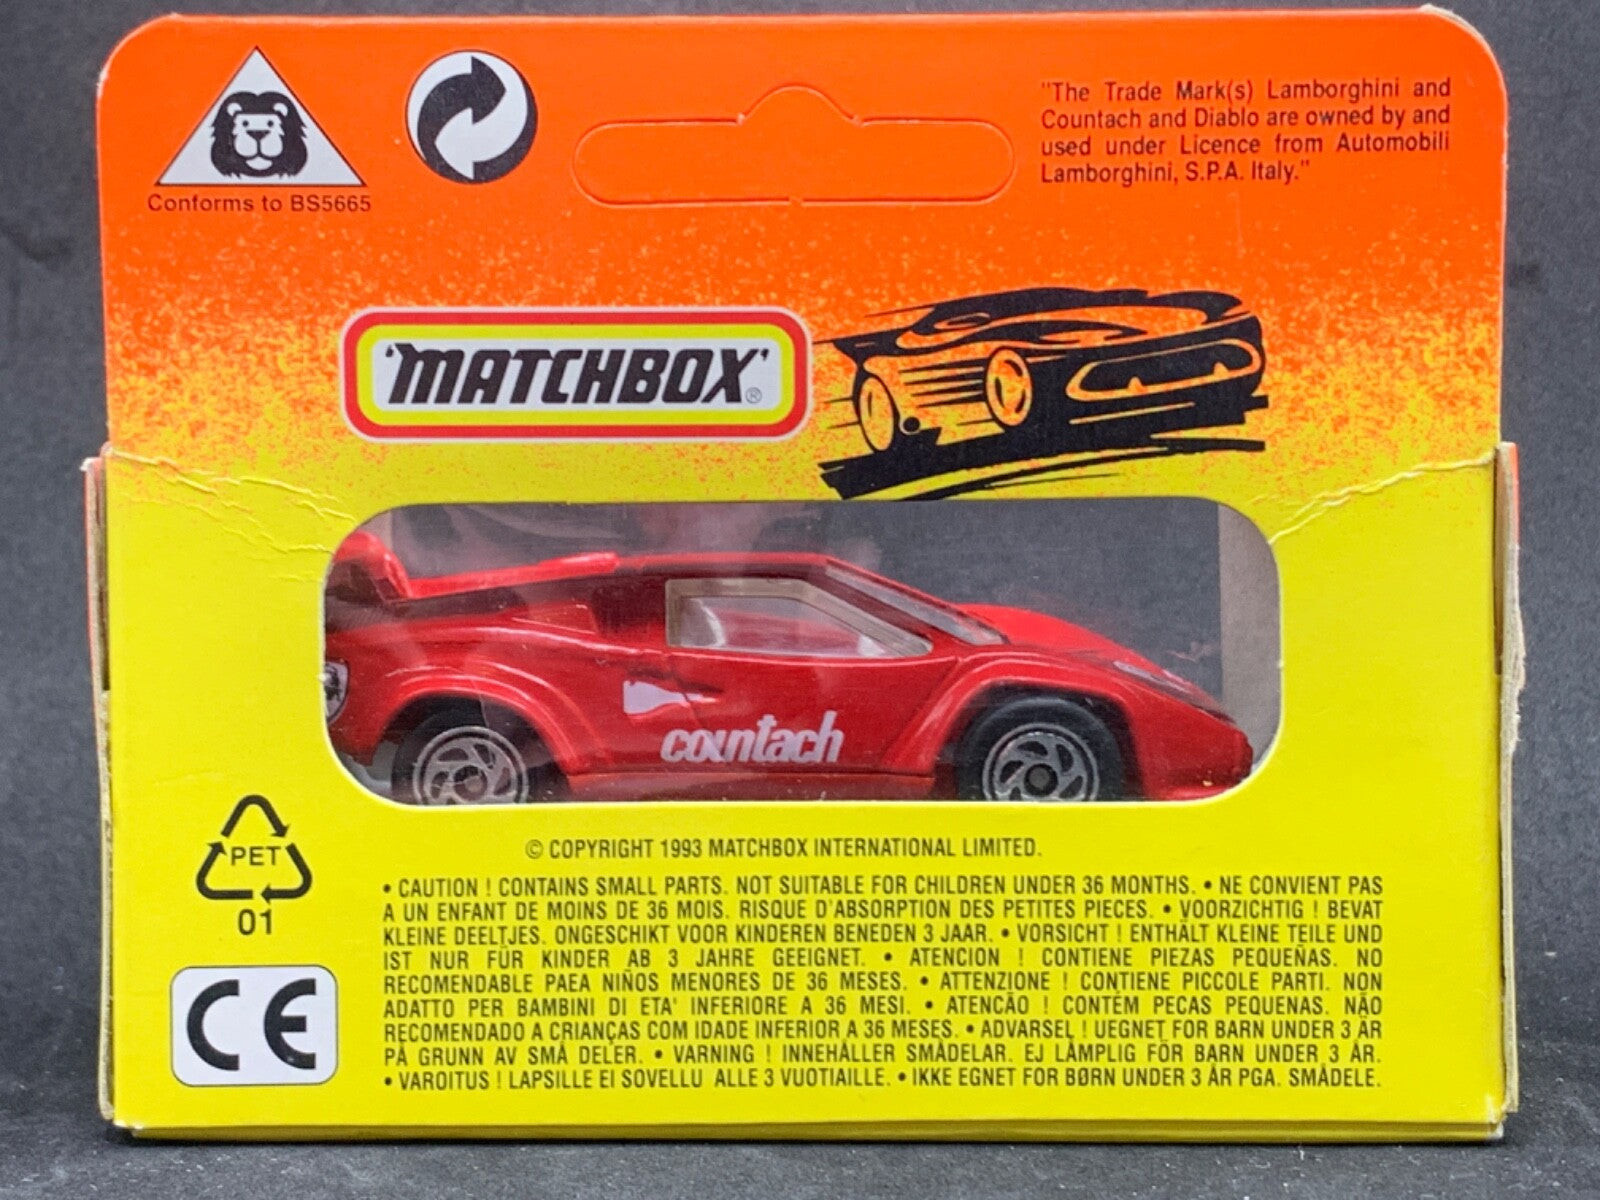 "The Trade Mark(s) Lamborghini and
Countach and Diablo are owned by and
used under Licence from Automobili
Lamborghini, S.P.A. Italy."
Conforms to BS5665
'MATCHBOX'®
countach
PET
01
CE
© COPYRIGHT 1993 MATCHBOX INTERNATIONAL LIMITED.
• CAUTION ! CONTAINS SMALL PARTS. NOT SUITABLE FOR CHILDREN UNDER 36 MONTHS. • NE CONVIENT PAS
A UN ENFANT DE MOINS DE 36 MOIS. RISQUE D'ABSORPTION DES PETITES PIECES. • VOORZICHTIG ! BEVAT
KLEINE DEELTJES. ONGESCHIKT VOOR KINDEREN BENEDEN 3 JAAR. • VORSICHT ! ENTHÄLT KLEINE TEILE UND
IST NUR FÜR KINDER AB 3 JAHRE GEEIGNET. • ATENCION ! CONTIENE PIEZAS PEQUEÑAS. NO
RECOMENDABLE PAEA NIÑOS MENORES DE 36 MESES. • ATTENZIONE ! CONTIENE PICCOLE PARTI. NON
ADATTO PER BAMBINI DI ETA' INFERIORE A 36 MESI. • ATENCÃO ! CONTÉM PECAS PEQUENAS. NÃO
RECOMENDADO A CRIANÇAS COM IDADE INFERIOR A 36 MESES. • ADVARSEL ! UEGNET FOR BARN UNDER 3 ÅR
PÅ GRUNN AV SMÅ DELER. • VARNING ! INNEHÅLLER SMÅDELAR. EJ LÄMPLIG FÖR BARN UNDER 3 ÅR.
• VAROITUS ! LAPSILLE EI SOVELLU ALLE 3 VUOTIAILLE. • IKKE EGNET FOR BØRN UNDER 3 ÅR PGA. SMÅDELE.